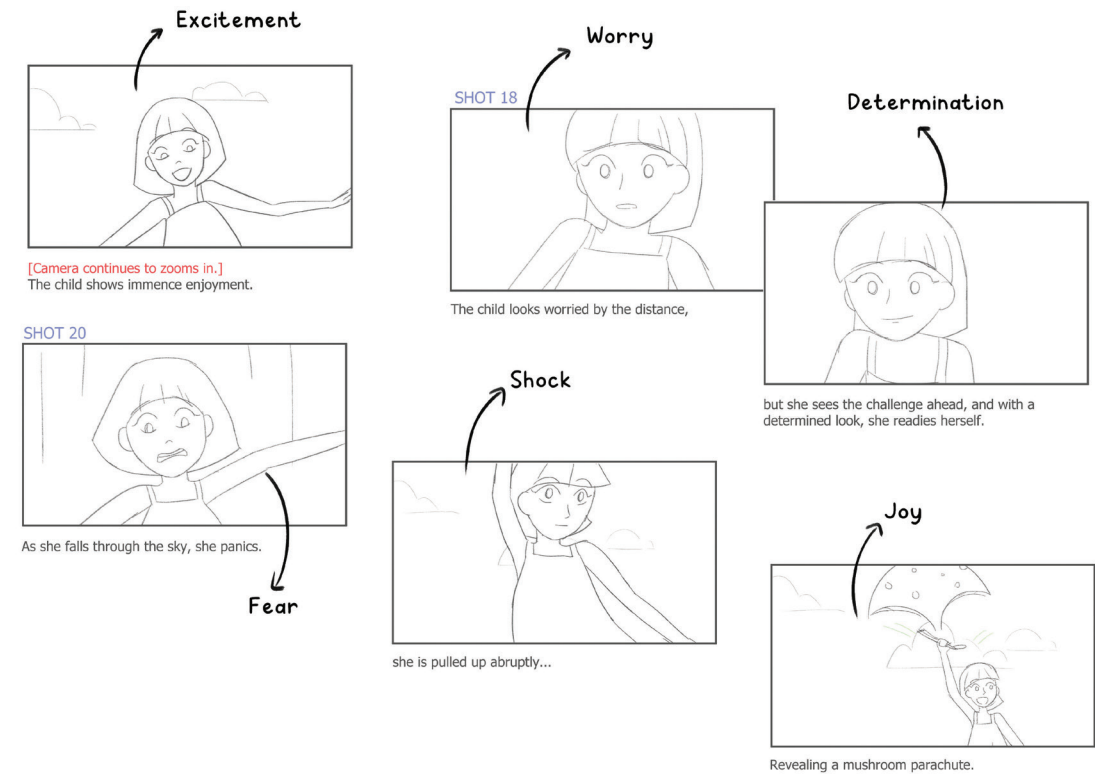 Excitement
[Camera continues to zooms in.]
The child shows immence enjoyment.
Worry
SHOT 18
The child looks worried by the distance,
Determination
but she sees the challenge ahead, and with a
determined look, she readies herself.
SHOT 20
As she falls through the sky, she panics.
Fear
Shock
she is pulled up abruptly...
Joy
Revealing a mushroom parachute.